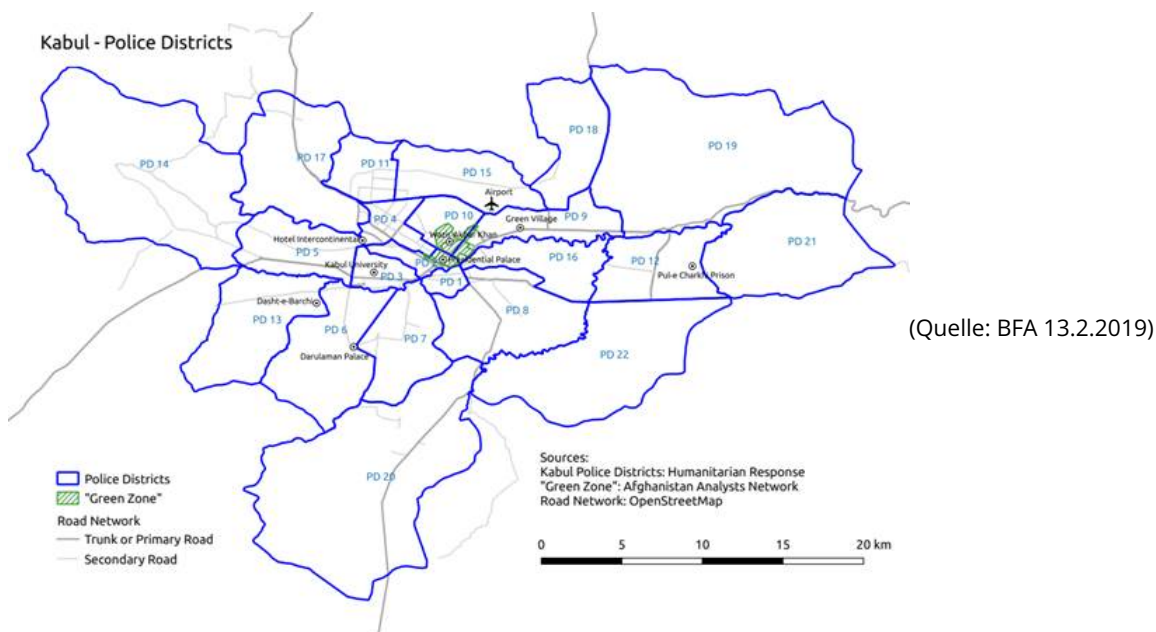 Kabul - Police Districts
PD 18
PD 19
PD 14
PD 17
PD 11
PD 15
Airport
PD 4
PD 10
Green Village
PD 9
Wazir Akbar Khan
Hotel Intercontinental
PD 5
Presidential Palace
PD 21
Kabul University
PD 3
PD 16
PD 12
Pul-e Charkhi Prison
PD 1
Dasht-e-Barchi
PD 8
PD 13
PD 6
PD 7
Darulaman Palace
PD 22
(Quelle: BFA 13.2.2019)
PD 20
Police Districts
"Green Zone"
Road Network
Trunk or Primary Road
Secondary Road
Sources:
Kabul Police Districts: Humanitarian Response
"Green Zone": Afghanistan Analysts Network
Road Network: OpenStreetMap
0 5 10 15 20 km